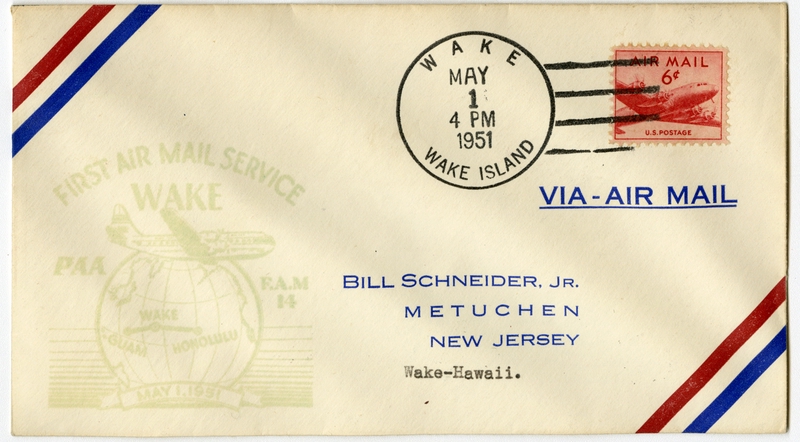 WAKE
MAY
1
4 PM
1951
WAKE ISLAND
AIR MAIL
6¢
U.S. POSTAGE
VIA-AIR MAIL
FIRST AIR MAIL SERVICE
WAKE
PAA
F.A.M
14
WAKE
GUAM HONOLULU
MAY 1, 1951
BILL SCHNEIDER, JR.
METUCHEN
NEW JERSEY
Wake-Hawaii.